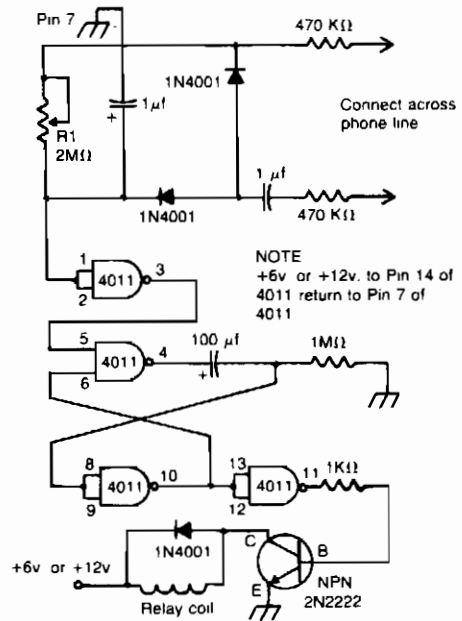 Pin 7
470 KΩ
1N4001
1 µf
+
R1
2MΩ
Connect across
phone line
1 µf
1N4001
470 KΩ
NOTE
+6v or +12v. to Pin 14 of
4011 return to Pin 7 of
4011
1
2
4011
3
5
6
4011
4
100 µf
+
1MΩ
8
9
4011
10
13
12
4011
11
1KΩ
1N4001
C
B
E
+6v or +12v
NPN
2N2222
Relay coil